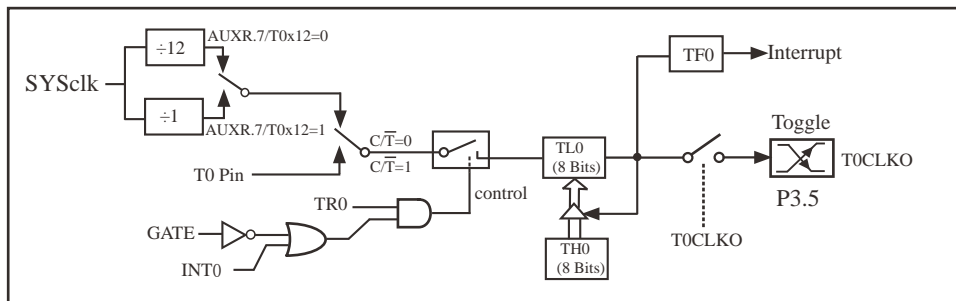 ÷12
AUXR.7/T0x12=0
SYSclk
÷1
AUXR.7/T0x12=1
C/T̅=0
C/T̅=1
T0 Pin
TR0
GATE
INT0
control
TL0
(8 Bits)
TH0
(8 Bits)
TF0
Interrupt
Toggle
T0CLKO
P3.5
T0CLKO